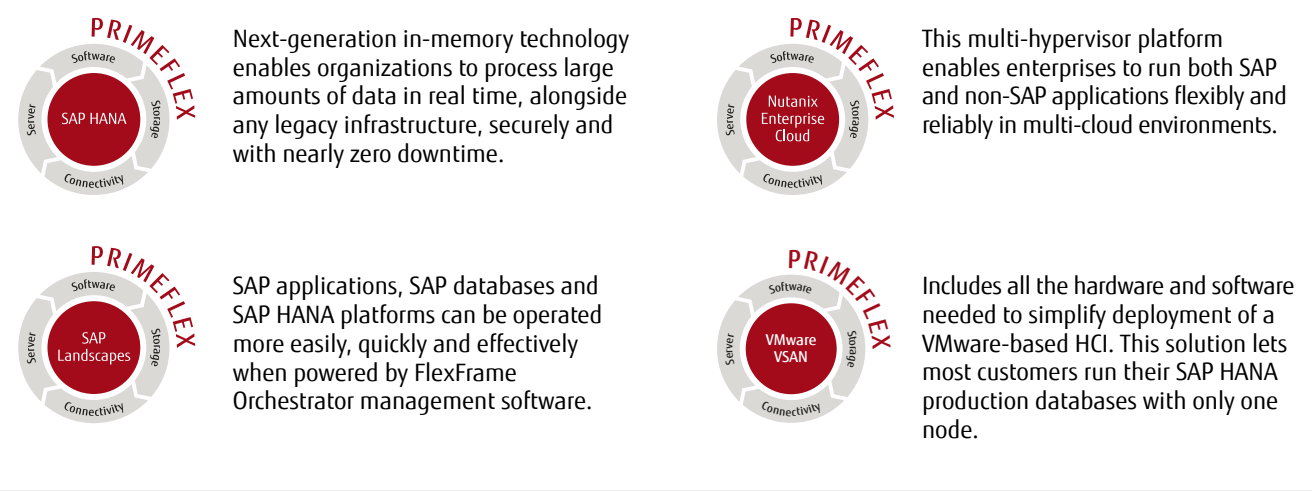 PRIMEFLEX
Software
Server
SAP HANA
Storage
Connectivity
Next-generation in-memory technology
enables organizations to process large
amounts of data in real time, alongside
any legacy infrastructure, securely and
with nearly zero downtime.
PRIMEFLEX
Software
Server
Nutanix
Enterprise
Cloud
Storage
Connectivity
This multi-hypervisor platform
enables enterprises to run both SAP
and non-SAP applications flexibly and
reliably in multi-cloud environments.
PRIMEFLEX
Software
Server
SAP
Landscapes
Storage
Connectivity
SAP applications, SAP databases and
SAP HANA platforms can be operated
more easily, quickly and effectively
when powered by FlexFrame
Orchestrator management software.
PRIMEFLEX
Software
Server
VMware
VSAN
Storage
Connectivity
Includes all the hardware and software
needed to simplify deployment of a
VMware-based HCI. This solution lets
most customers run their SAP HANA
production databases with only one
node.